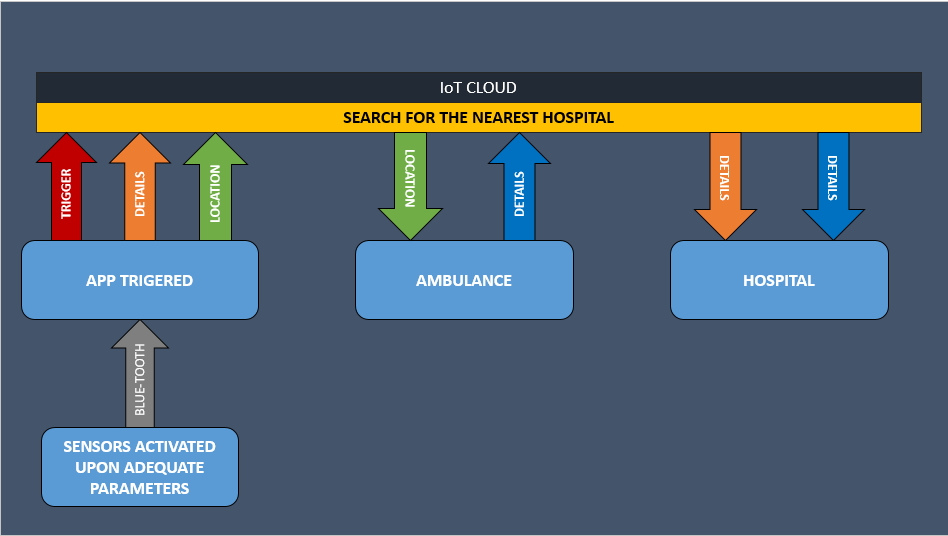 IoT CLOUD
SEARCH FOR THE NEAREST HOSPITAL
TRIGGER
DETAILS
LOCATION
LOCATION
DETAILS
DETAILS
DETAILS
APP TRIGERED
AMBULANCE
HOSPITAL
BLUE-TOOTH
SENSORS ACTIVATED
UPON ADEQUATE
PARAMETERS